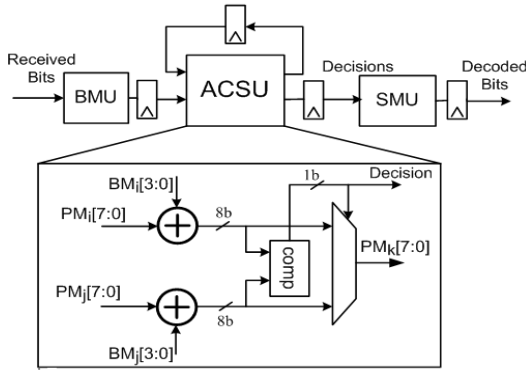 Received
Bits
BMU
ACSU
Decisions
SMU
Decoded
Bits
BMi[3:0]
1b
Decision
PMi[7:0]
8b
comp
PMk[7:0]
PMj[7:0]
8b
BMj[3:0]